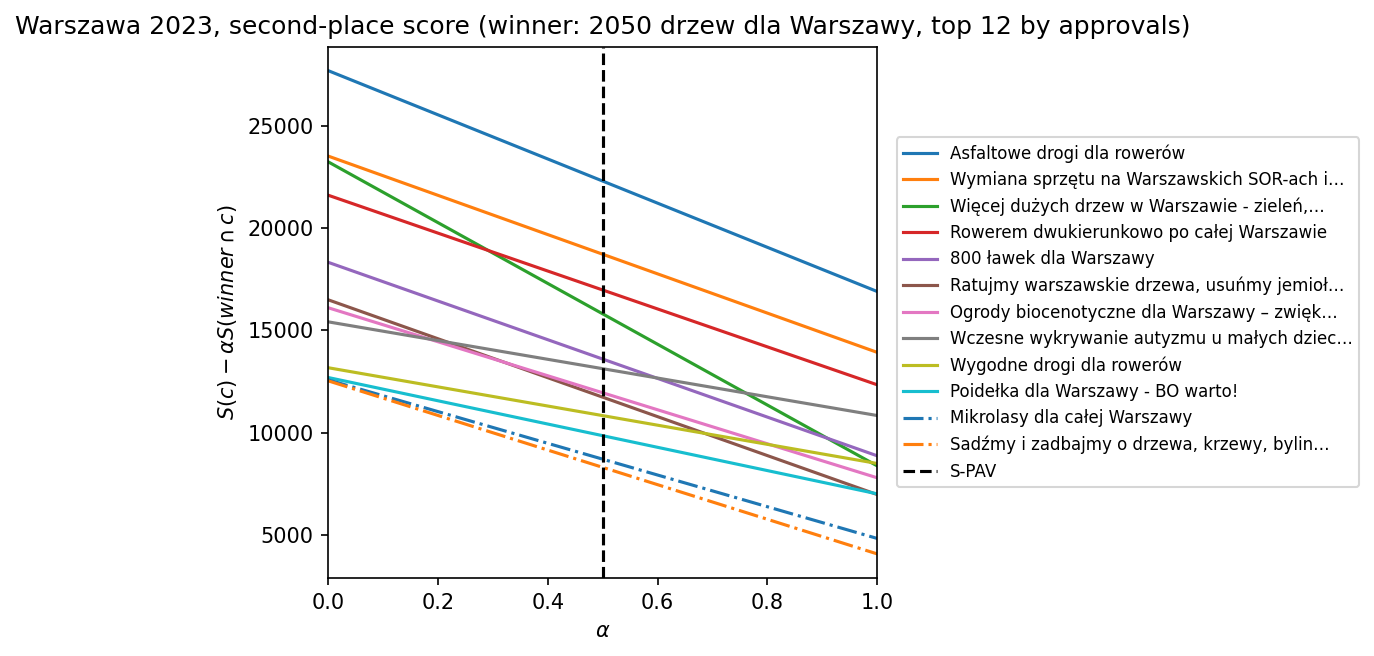 Warszawa 2023, second-place score (winner: 2050 drzew dla Warszawy, top 12 by approvals)
25000
20000
15000
10000
5000
S(c) − αS(winner ∩ c)
0.0 0.2 0.4 0.6 0.8 1.0
α
Asfaltowe drogi dla rowerów
Wymiana sprzętu na Warszawskich SOR-ach i...
Więcej dużych drzew w Warszawie - zieleń,...
Rowerem dwukierunkowo po całej Warszawie
800 ławek dla Warszawy
Ratujmy warszawskie drzewa, usuńmy jemioł...
Ogrody biocenotyczne dla Warszawy – zwięk...
Wczesne wykrywanie autyzmu u małych dziec...
Wygodne drogi dla rowerów
Poidełka dla Warszawy - BO warto!
Mikrolasy dla całej Warszawy
Sadźmy i zadbajmy o drzewa, krzewy, bylin...
S-PAV